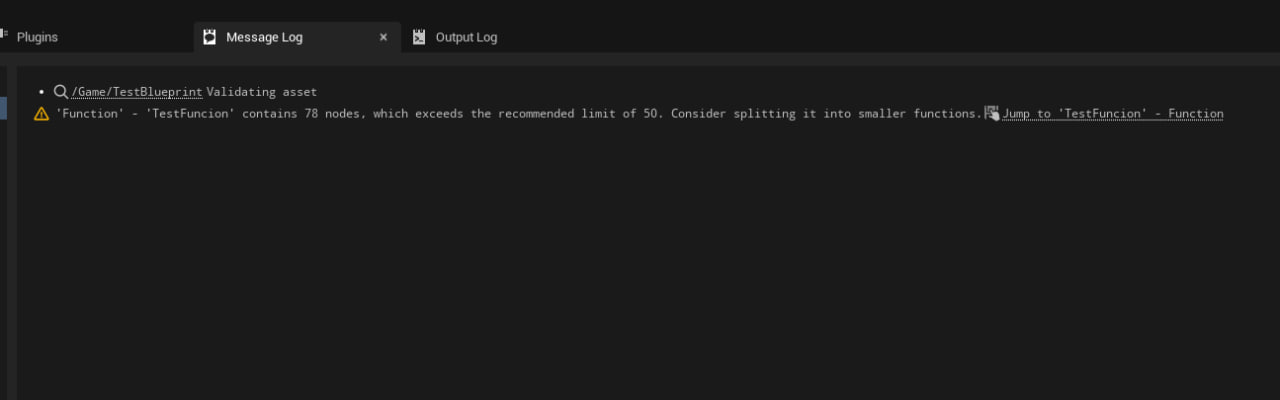 Plugins
Message Log
Output Log
/Game/TestBlueprint Validating asset
'Function' - 'TestFuncion' contains 78 nodes, which exceeds the recommended limit of 50. Consider splitting it into smaller functions. Jump to 'TestFuncion' - Function